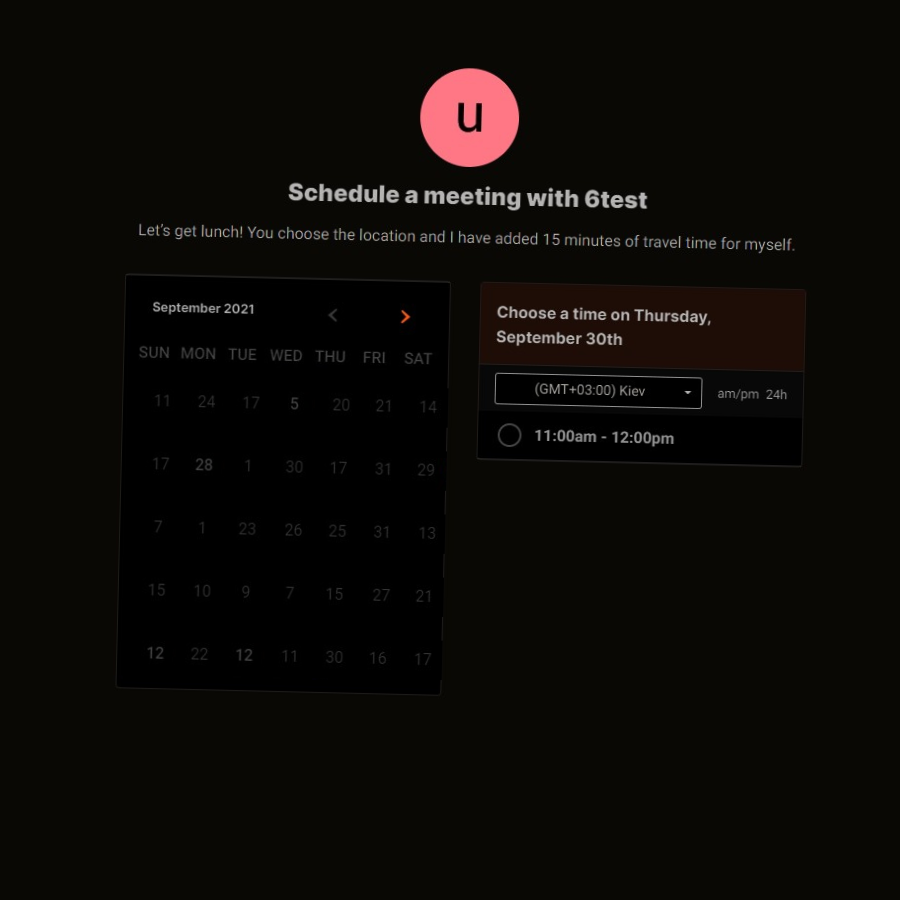 u
Schedule a meeting with 6test
Let's get lunch! You choose the location and I have added 15 minutes of travel time for myself.
September 2021
SUN MON TUE WED THU FRI SAT
11 24 17 5 20 21 14
17 28 1 30 17 31 29
7 1 23 26 25 31 13
15 10 9 7 15 27 21
12 22 12 11 30 16 17
Choose a time on Thursday,
September 30th
(GMT+03:00) Kiev am/pm 24h
11:00am - 12:00pm